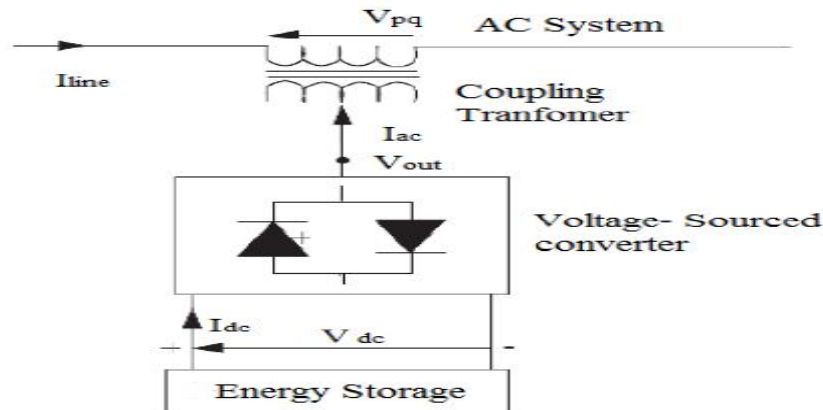 Vpq
AC System
Iline
Coupling
Tranfomer
Iac
Vout
Voltage- Sourced
converter
+
Idc
+
V dc
-
Energy Storage